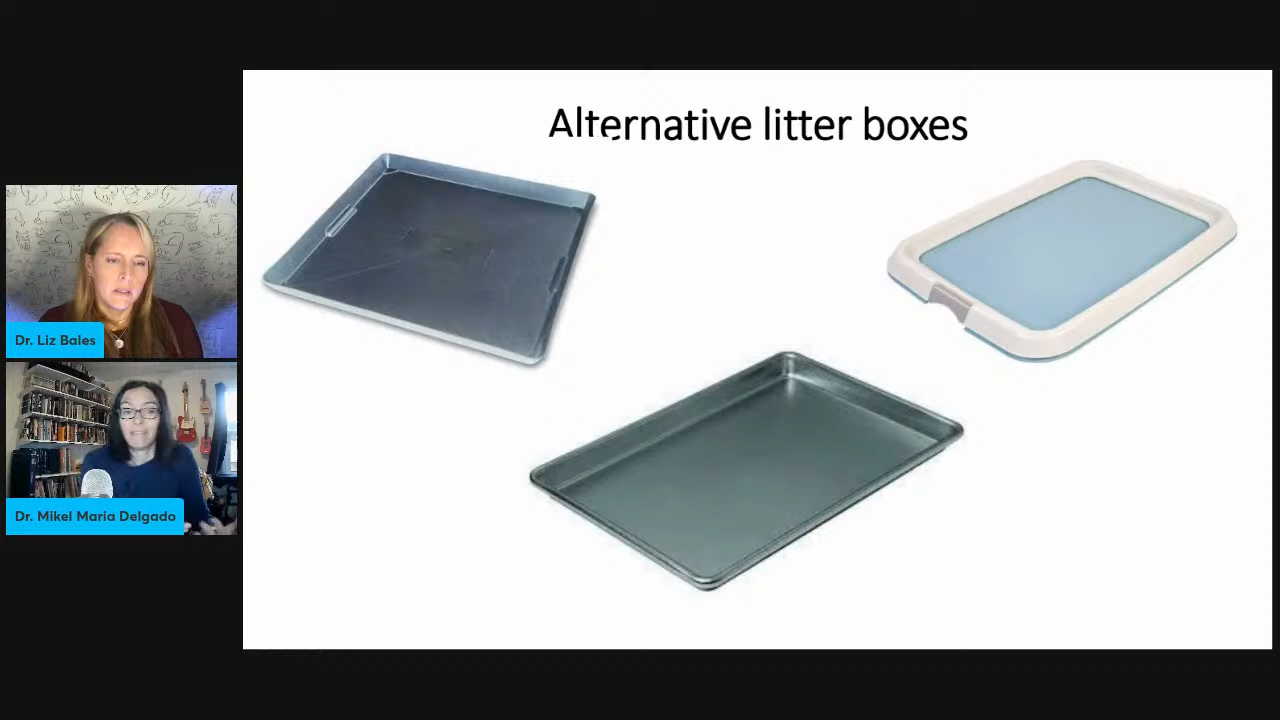 Alternative litter boxes
Dr. Liz Bales
Dr. Mikel Maria Delgado